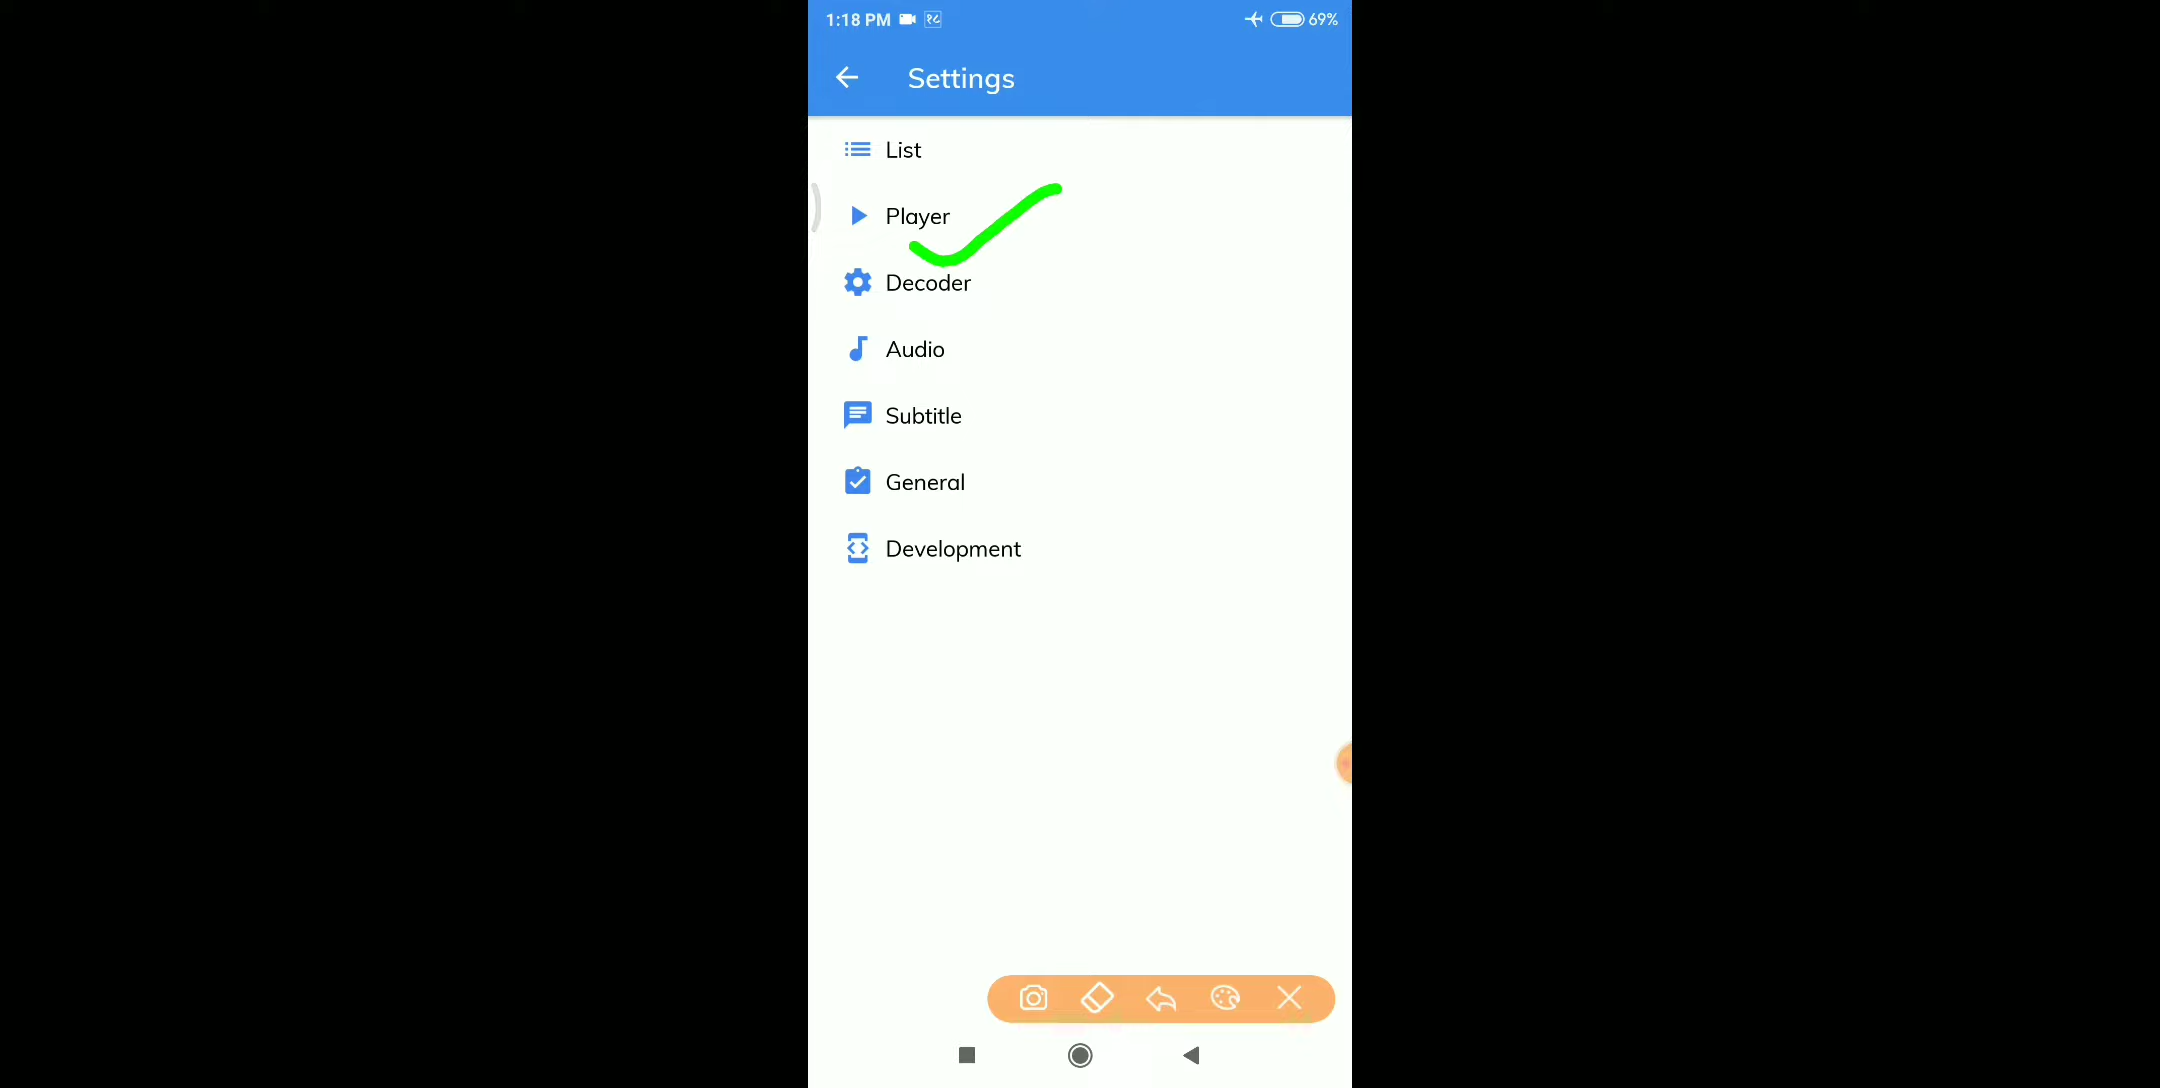 1:18 PM
69%
Settings
List
Player
Decoder
Audio
Subtitle
General
Development